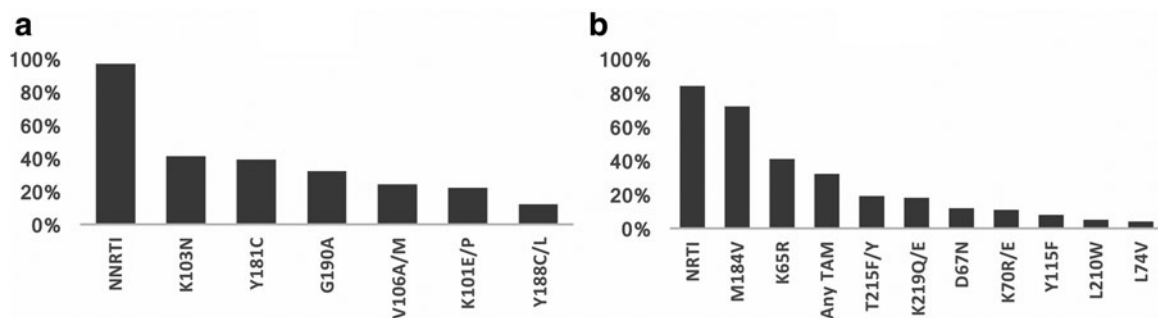 a
100%
80%
60%
40%
20%
0%
NNRTI
K103N
Y181C
G190A
V106A/M
K101E/P
Y188C/L
b
100%
80%
60%
40%
20%
0%
NRTI
M184V
K65R
Any TAM
T215F/Y
K219Q/E
D67N
K70R/E
Y115F
L210W
L74V